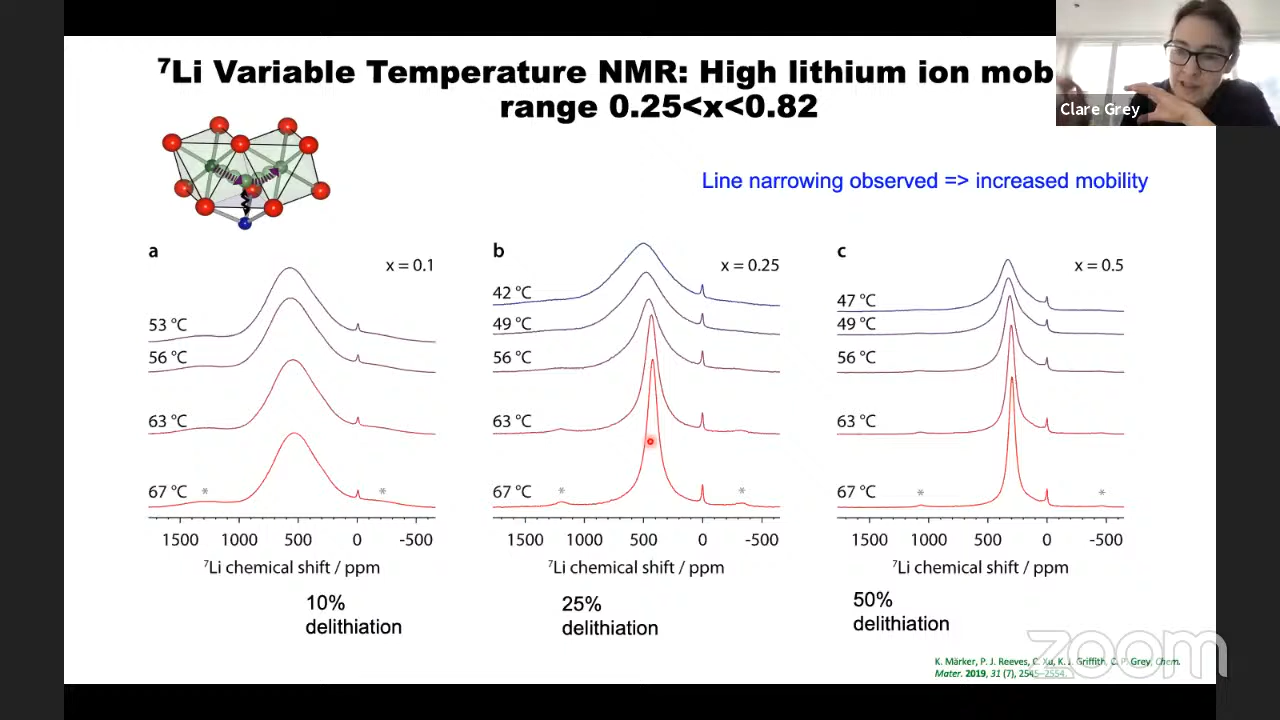 ⁷Li Variable Temperature NMR: High lithium ion mob
range 0.25<x<0.82
Clare Grey
Line narrowing observed => increased mobility
a
x = 0.1
53 °C
56 °C
63 °C
67 °C
* *
1500 1000 500 0 -500
⁷Li chemical shift / ppm
10%
delithiation
b
x = 0.25
42 °C
49 °C
56 °C
63 °C
67 °C
* *
1500 1000 500 0 -500
⁷Li chemical shift / ppm
25%
delithiation
c
x = 0.5
47 °C
49 °C
56 °C
63 °C
67 °C
* *
1500 1000 500 0 -500
⁷Li chemical shift / ppm
50%
delithiation
K. Märker, P. J. Reeves, C. Xu, K. J. Griffith, C. P. Grey, Chem.
Mater. 2019, 31 (7), 2545–2554.
zoom